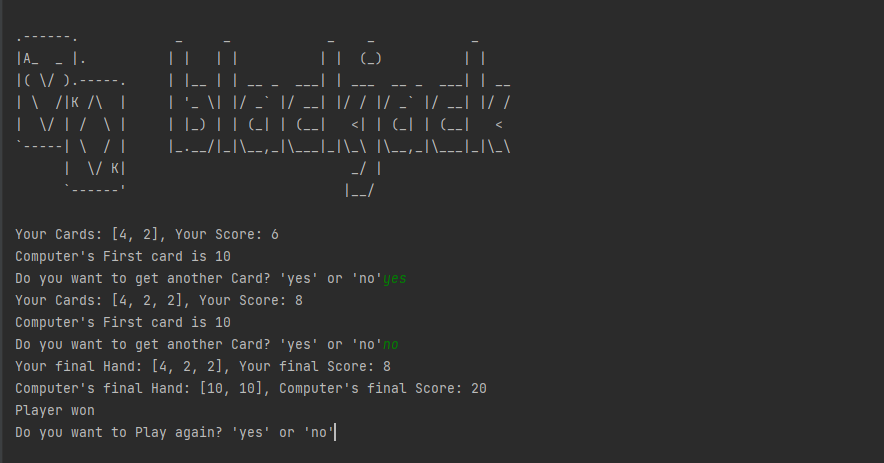 .------.            _     _            _    _            _
|A_  _ |.          | |   | |          | |  (_)          | |
|( \/ ).-----.     | |__ | | __ _  ___| | ___  __ _  ___| | __
| \  /|K /\  |     | '_ \| |/ _` |/ __| |/ / |/ _` |/ __| |/ /
|  \/ | /  \ |     | |_) | | (_| | (__|   <| | (_| | (__|   <
`-----| \  / |     |_.__/|_|\__,_|\___|_|\_\ |\__,_|\___|_|\_\
      |  \/ K|                            _/ |
      `------'                           |__/
Your Cards: [4, 2], Your Score: 6
Computer's First card is 10
Do you want to get another Card? 'yes' or 'no'yes
Your Cards: [4, 2, 2], Your Score: 8
Computer's First card is 10
Do you want to get another Card? 'yes' or 'no'no
Your final Hand: [4, 2, 2], Your final Score: 8
Computer's final Hand: [10, 10], Computer's final Score: 20
Player won
Do you want to Play again? 'yes' or 'no'